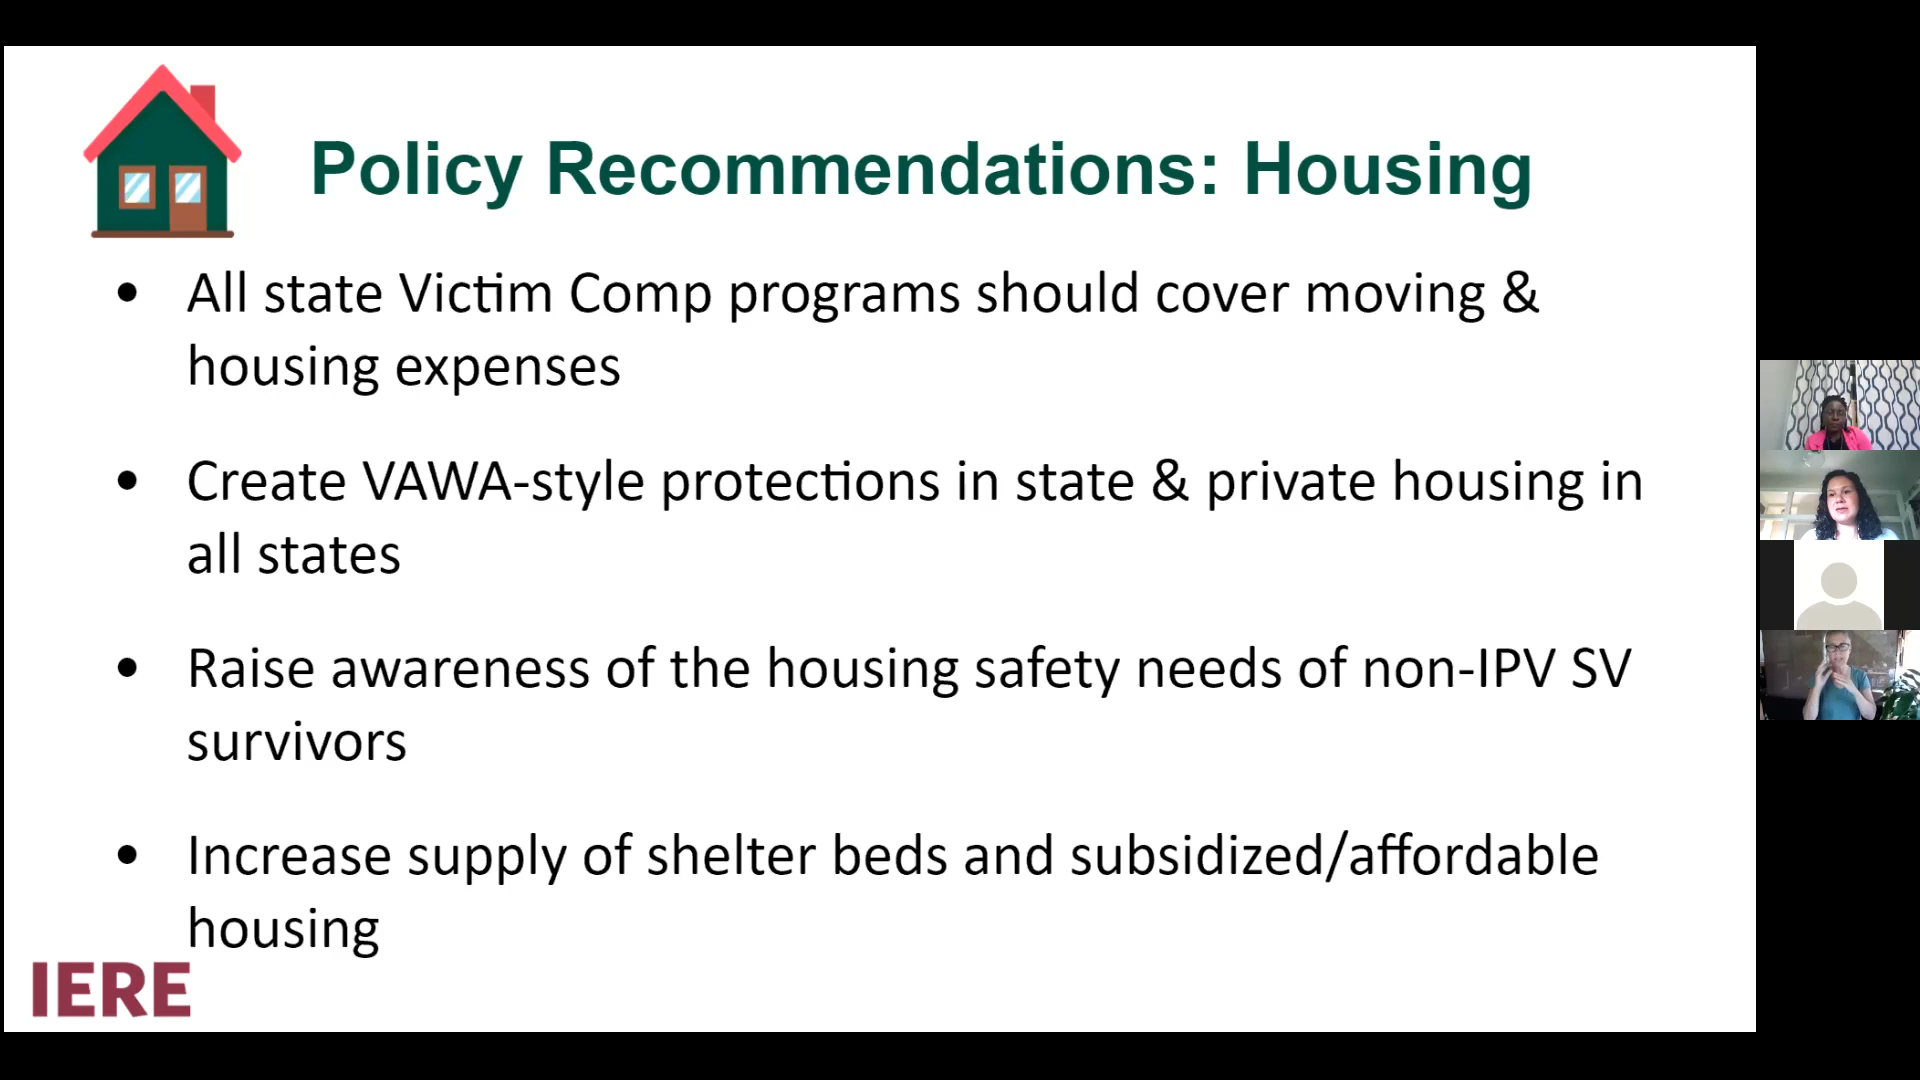 Policy Recommendations: Housing
• All state Victim Comp programs should cover moving &
housing expenses
• Create VAWA-style protections in state & private housing in
all states
• Raise awareness of the housing safety needs of non-IPV SV
survivors
• Increase supply of shelter beds and subsidized/affordable
housing
IERE